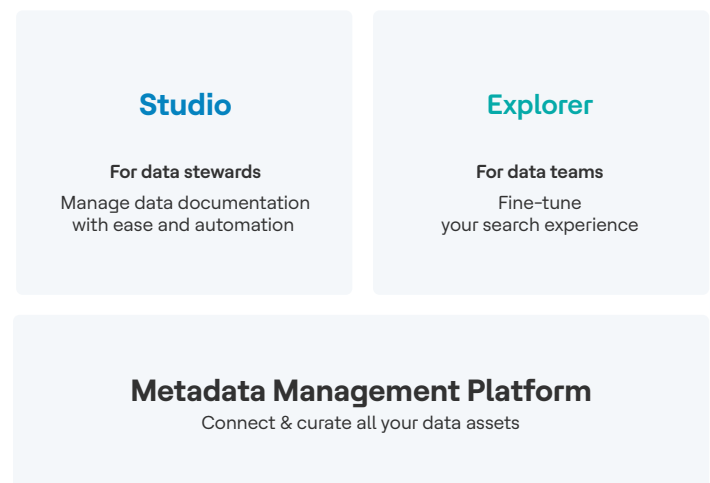 Studio
For data stewards
Manage data documentation
with ease and automation
Explorer
For data teams
Fine-tune
your search experience
Metadata Management Platform
Connect & curate all your data assets